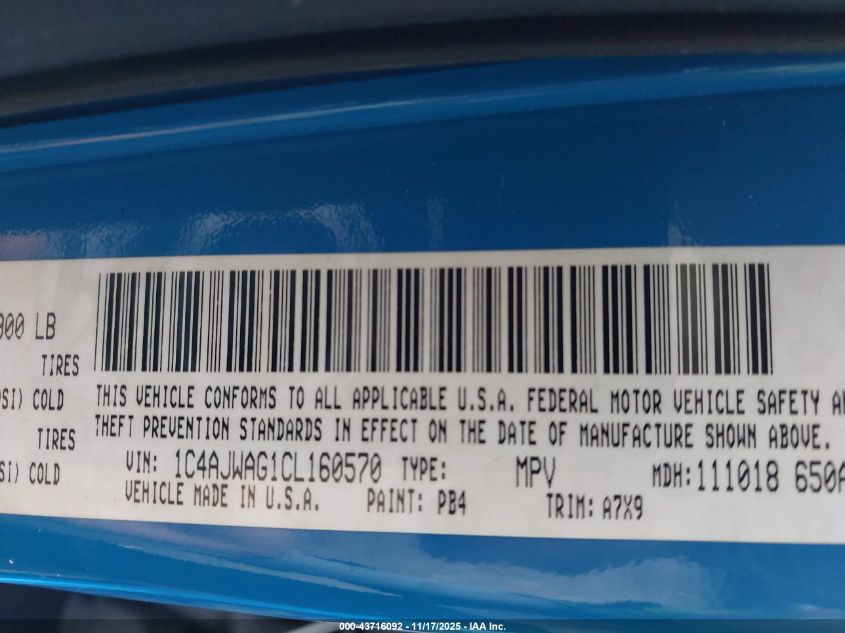 000 LB
TIRES
PSI) COLD
TIRES
SI) COLD
THIS VEHICLE CONFORMS TO ALL APPLICABLE U.S.A. FEDERAL MOTOR VEHICLE SAFETY AN
THEFT PREVENTION STANDARDS IN EFFECT ON THE DATE OF MANUFACTURE SHOWN ABOVE.
VIN: 1C4AJWAG1CL160570 TYPE: MPV MDH: 111018 650A
VEHICLE MADE IN U.S.A. PAINT: PB4 TRIM: A7X9
000-43716092 - 11/17/2025 - IAA Inc.